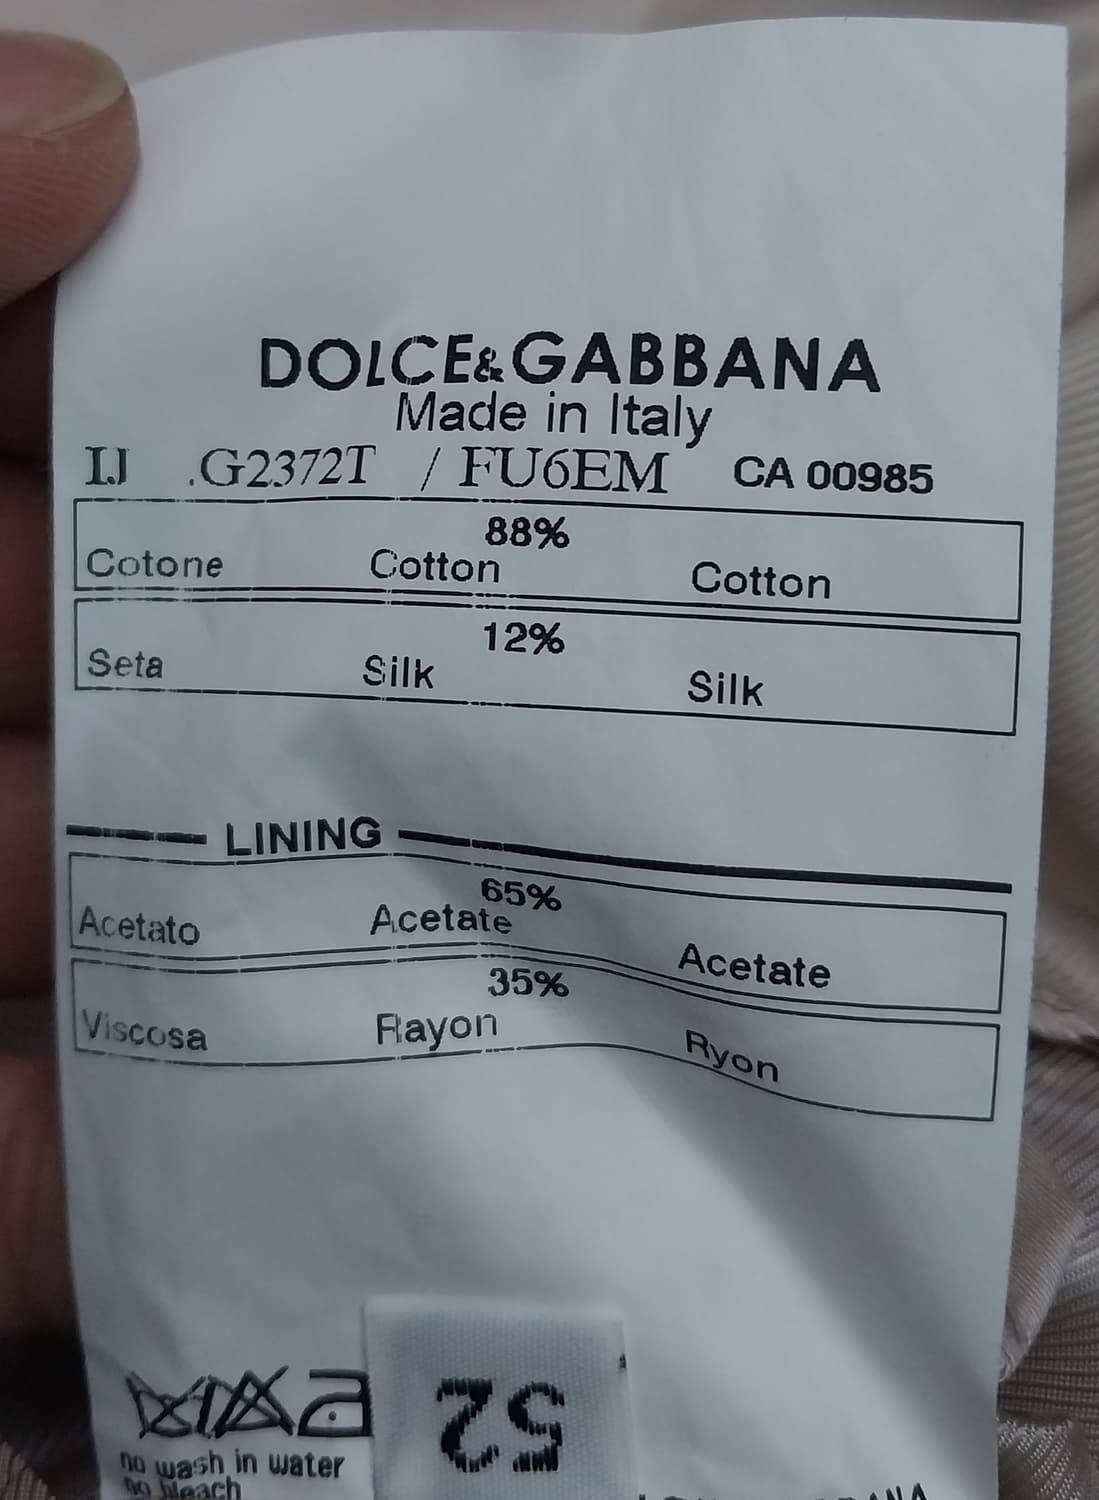 DOLCE&GABBANA
Made in Italy
IJ .G2372T / FU6EM CA 00985
88%
Cotone Cotton Cotton
12%
Seta Silk Silk
LINING
65%
Acetato Acetate Acetate
35%
Viscosa Rayon Ryon
52
no wash in water
no bleach